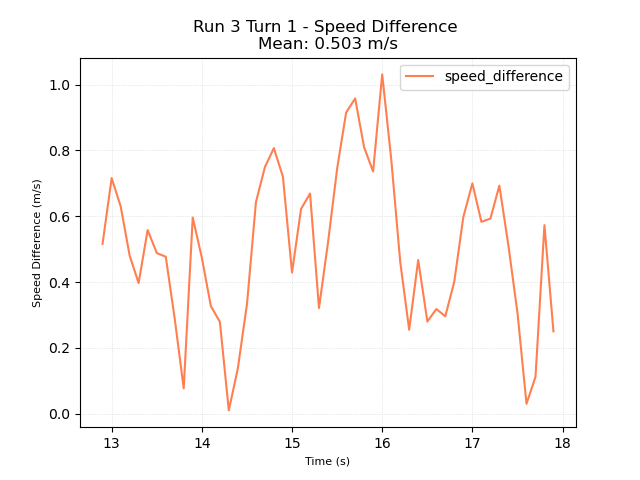 Run 3 Turn 1 - Speed Difference
Mean: 0.503 m/s
speed_difference
1.0
0.8
0.6
0.4
0.2
0.0
Speed Difference (m/s)
13 14 15 16 17 18
Time (s)